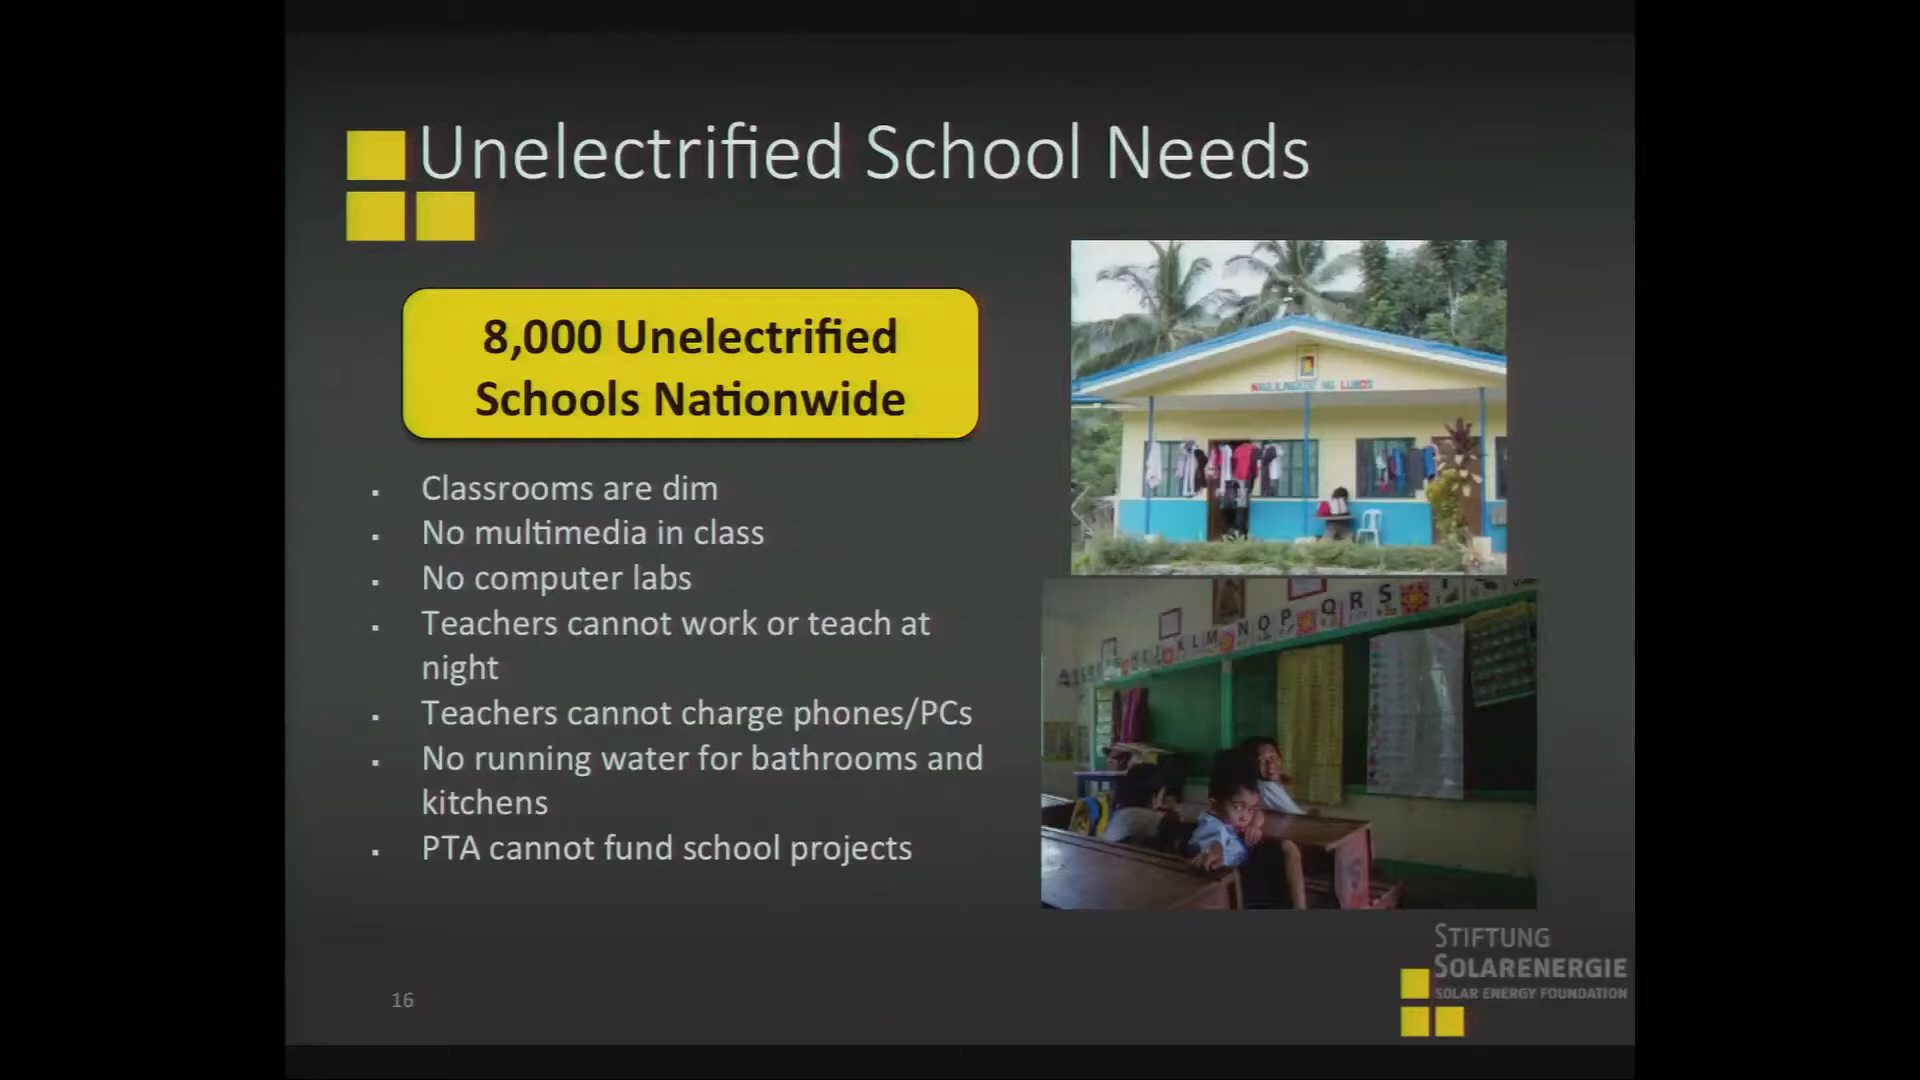 Unelectrified School Needs
8,000 Unelectrified
Schools Nationwide
▪ Classrooms are dim
▪ No multimedia in class
▪ No computer labs
▪ Teachers cannot work or teach at
night
▪ Teachers cannot charge phones/PCs
▪ No running water for bathrooms and
kitchens
▪ PTA cannot fund school projects
NG LUBOS
K L M N O P Q R S
STIFTUNG
SOLARENERGIE
SOLAR ENERGY FOUNDATION
16